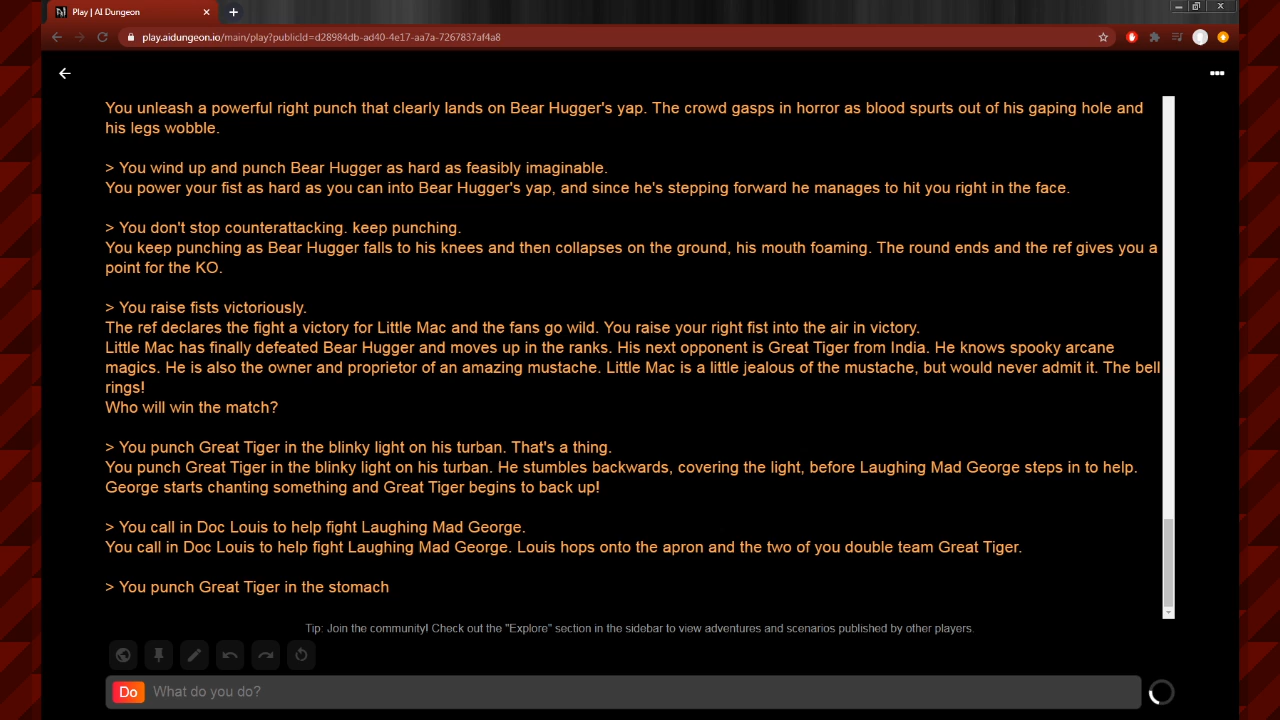 Play | AI Dungeon
play.aidungeon.io/main/play?publicId=d28984db-ad40-4e17-aa7a-7267837af4a8
You unleash a powerful right punch that clearly lands on Bear Hugger's yap. The crowd gasps in horror as blood spurts out of his gaping hole and
his legs wobble.
> You wind up and punch Bear Hugger as hard as feasibly imaginable.
You power your fist as hard as you can into Bear Hugger's yap, and since he's stepping forward he manages to hit you right in the face.
> You don't stop counterattacking. keep punching.
You keep punching as Bear Hugger falls to his knees and then collapses on the ground, his mouth foaming. The round ends and the ref gives you a
point for the KO.
> You raise fists victoriously.
The ref declares the fight a victory for Little Mac and the fans go wild. You raise your right fist into the air in victory.
Little Mac has finally defeated Bear Hugger and moves up in the ranks. His next opponent is Great Tiger from India. He knows spooky arcane
magics. He is also the owner and proprietor of an amazing mustache. Little Mac is a little jealous of the mustache, but would never admit it. The bell
rings!
Who will win the match?
> You punch Great Tiger in the blinky light on his turban. That's a thing.
You punch Great Tiger in the blinky light on his turban. He stumbles backwards, covering the light, before Laughing Mad George steps in to help.
George starts chanting something and Great Tiger begins to back up!
> You call in Doc Louis to help fight Laughing Mad George.
You call in Doc Louis to help fight Laughing Mad George. Louis hops onto the apron and the two of you double team Great Tiger.
> You punch Great Tiger in the stomach
Tip: Join the community! Check out the "Explore" section in the sidebar to view adventures and scenarios published by other players.
Do What do you do?